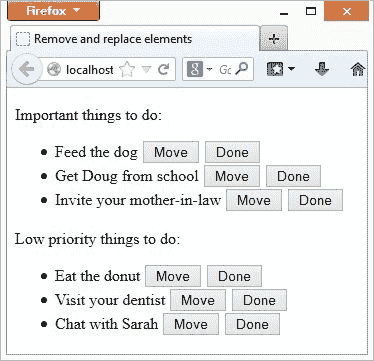 Firefox
Remove and replace elements
localhost
Important things to do:
Feed the dog Move Done
Get Doug from school Move Done
Invite your mother-in-law Move Done
Low priority things to do:
Eat the donut Move Done
Visit your dentist Move Done
Chat with Sarah Move Done